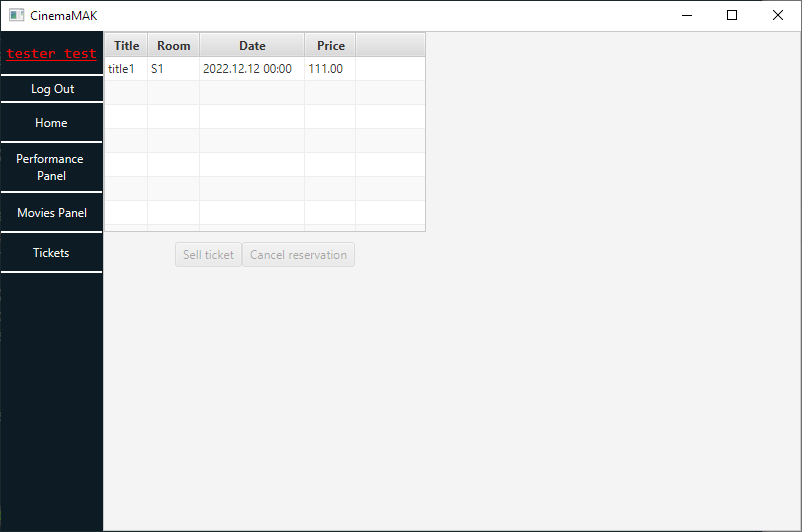 CinemaMAK
tester test
Log Out
Home
Performance
Panel
Movies Panel
Tickets
Title Room Date Price
title1 S1 2022.12.12 00:00 111.00
Sell ticket Cancel reservation